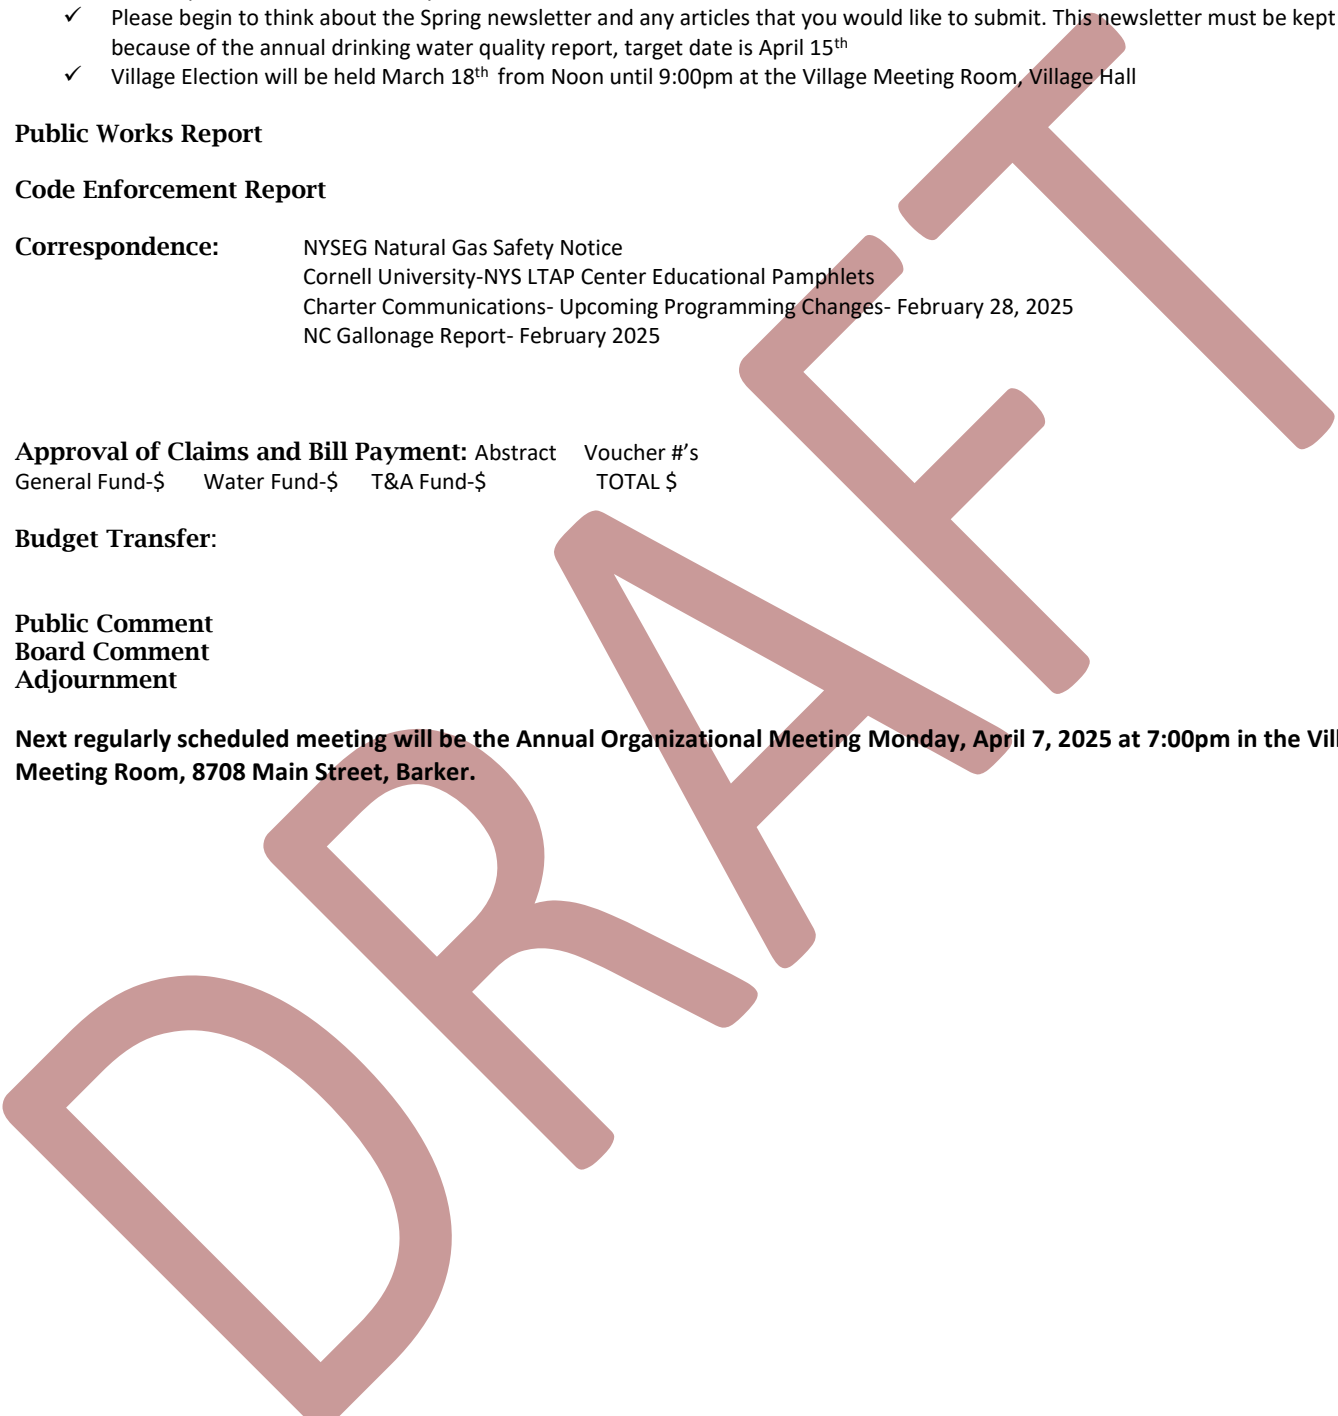 ✓ Please begin to think about the Spring newsletter and any articles that you would like to submit. This newsletter must be kept
because of the annual drinking water quality report, target date is April 15th
✓ Village Election will be held March 18th from Noon until 9:00pm at the Village Meeting Room, Village Hall
Public Works Report
Code Enforcement Report
Correspondence: NYSEG Natural Gas Safety Notice
Cornell University-NYS LTAP Center Educational Pamphlets
Charter Communications- Upcoming Programming Changes- February 28, 2025
NC Gallonage Report- February 2025
Approval of Claims and Bill Payment: Abstract Voucher #’s
General Fund-$ Water Fund-$ T&A Fund-$ TOTAL $
Budget Transfer:
Public Comment
Board Comment
Adjournment
Next regularly scheduled meeting will be the Annual Organizational Meeting Monday, April 7, 2025 at 7:00pm in the Vill
Meeting Room, 8708 Main Street, Barker.
DRAFT